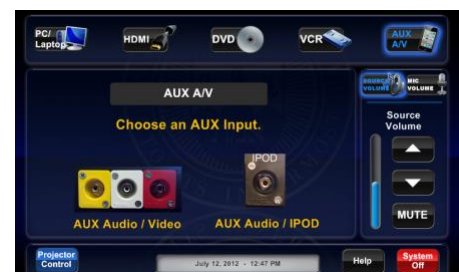 PC/
Laptop
HDMI
DVD
VCR
AUX
A/V
AUX A/V
Choose an AUX Input.
IPOD
AUX Audio / Video
AUX Audio / IPOD
SOURCE
VOLUME
MIC
VOLUME
Source
Volume
MUTE
Projector
Control
July 12, 2012 - 12:47 PM
Help
System
Off